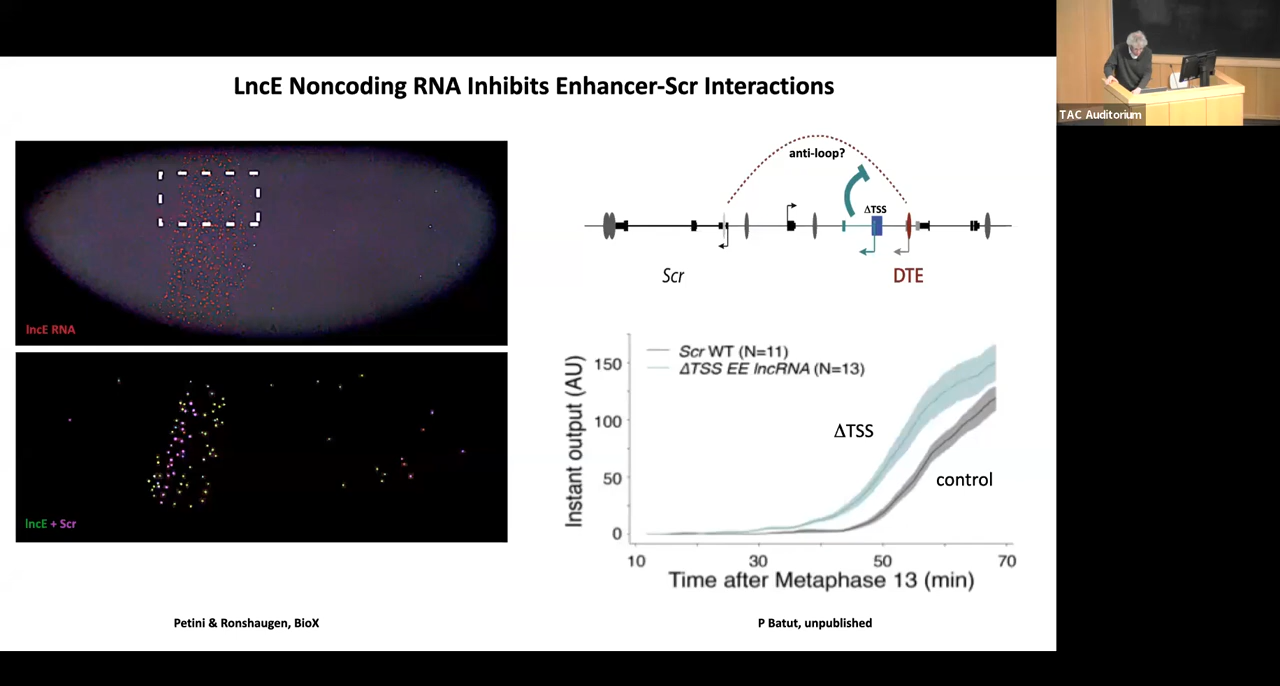 LncE Noncoding RNA Inhibits Enhancer-Scr Interactions
TAC Auditorium
lncE RNA
lncE + Scr
Petini & Ronshaugen, BioX
anti-loop?
ΔTSS
Scr
DTE
Instant output (AU)
150
100
50
0
Scr WT (N=11)
ΔTSS EE lncRNA (N=13)
ΔTSS
control
10 30 50 70
Time after Metaphase 13 (min)
P Batut, unpublished